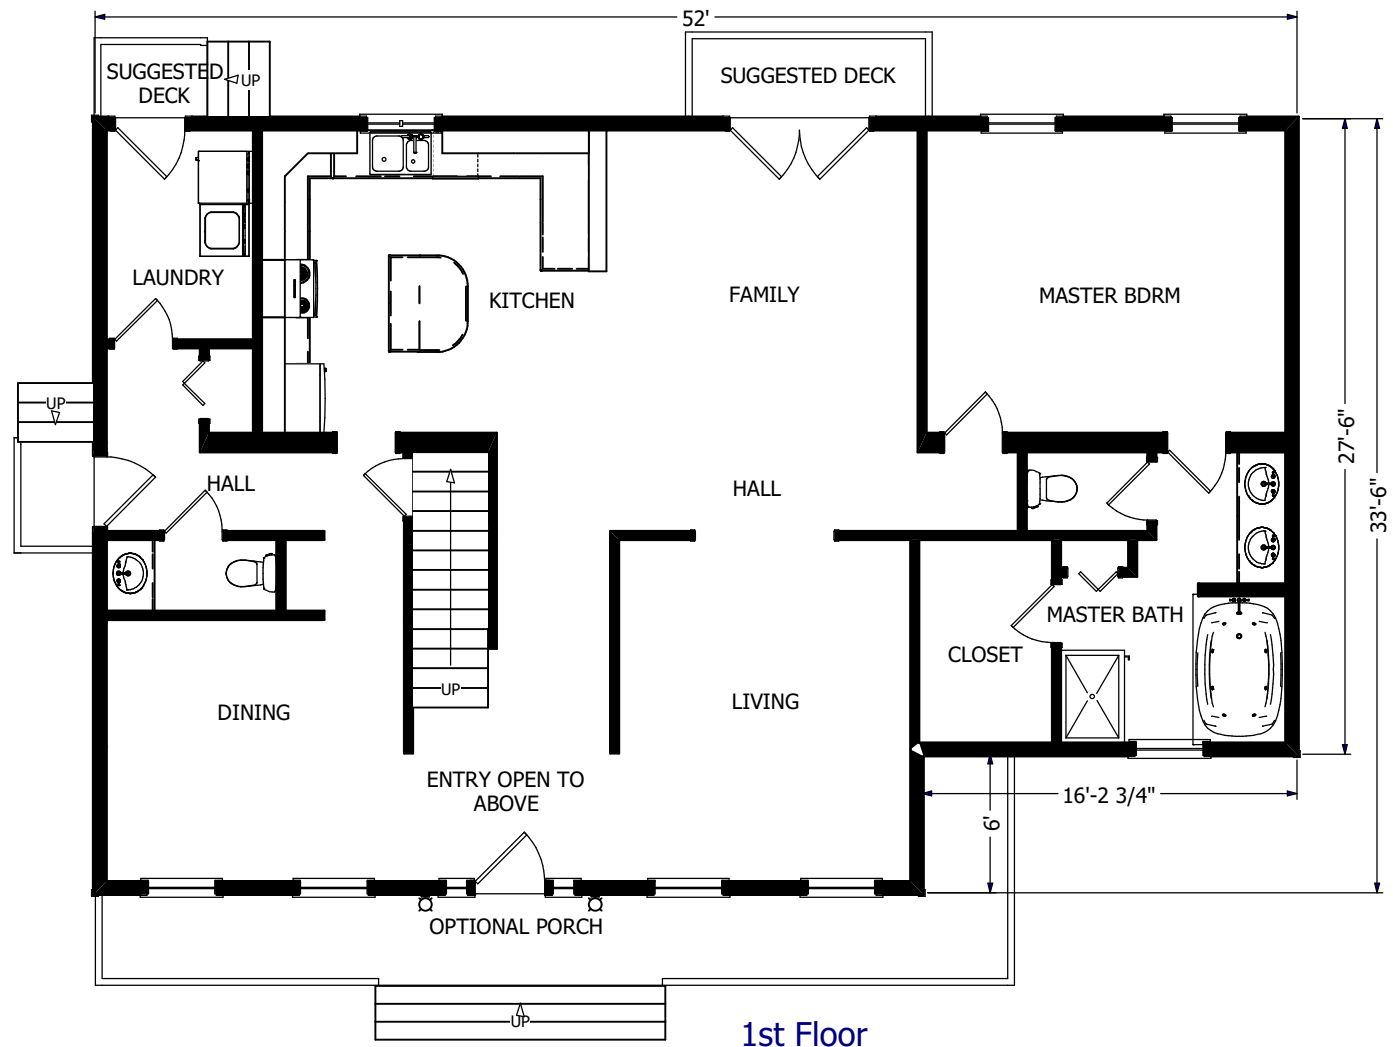 52'
SUGGESTED
DECK
UP
SUGGESTED DECK
LAUNDRY
KITCHEN
FAMILY
MASTER BDRM
UP
27'-6"
33'-6"
HALL
HALL
MASTER BATH
CLOSET
UP
DINING
LIVING
ENTRY OPEN TO
ABOVE
16'-2 3/4"
6'
OPTIONAL PORCH
UP
1st Floor